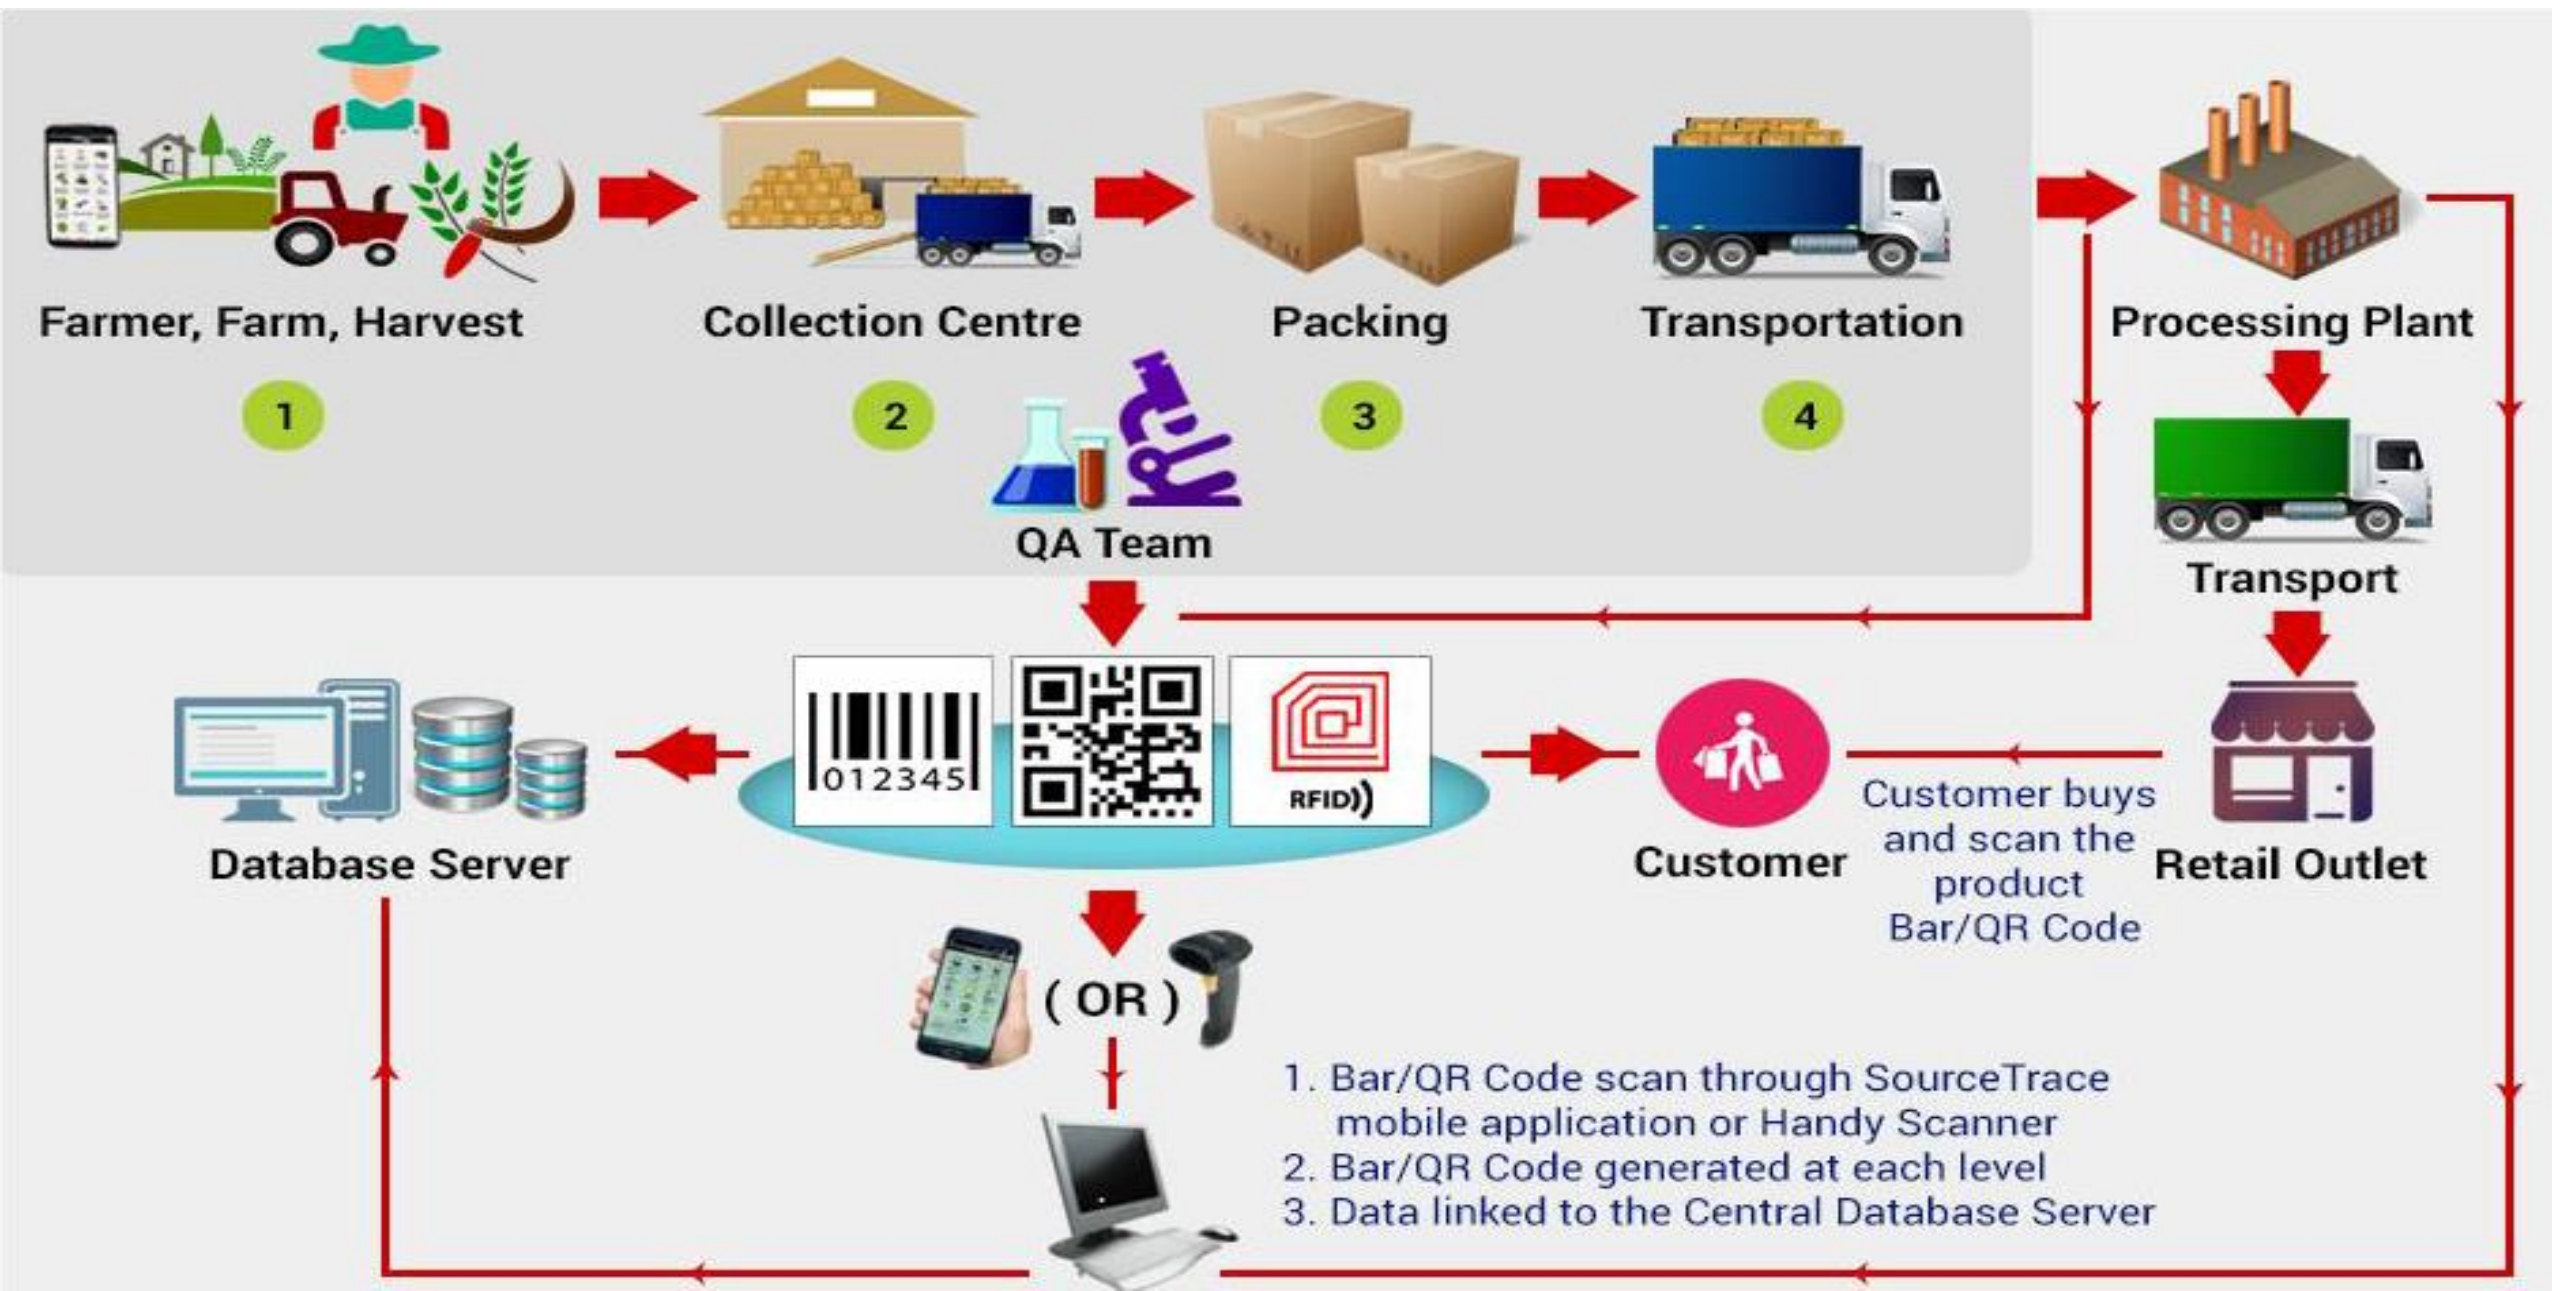 Farmer, Farm, Harvest
Collection Centre
Packing
Transportation
Processing Plant
1
2
3
4
QA Team
Transport
012345
RFID))
Database Server
Customer
Customer buys
and scan the
product
Bar/QR Code
Retail Outlet
( OR )
1. Bar/QR Code scan through SourceTrace
mobile application or Handy Scanner
2. Bar/QR Code generated at each level
3. Data linked to the Central Database Server